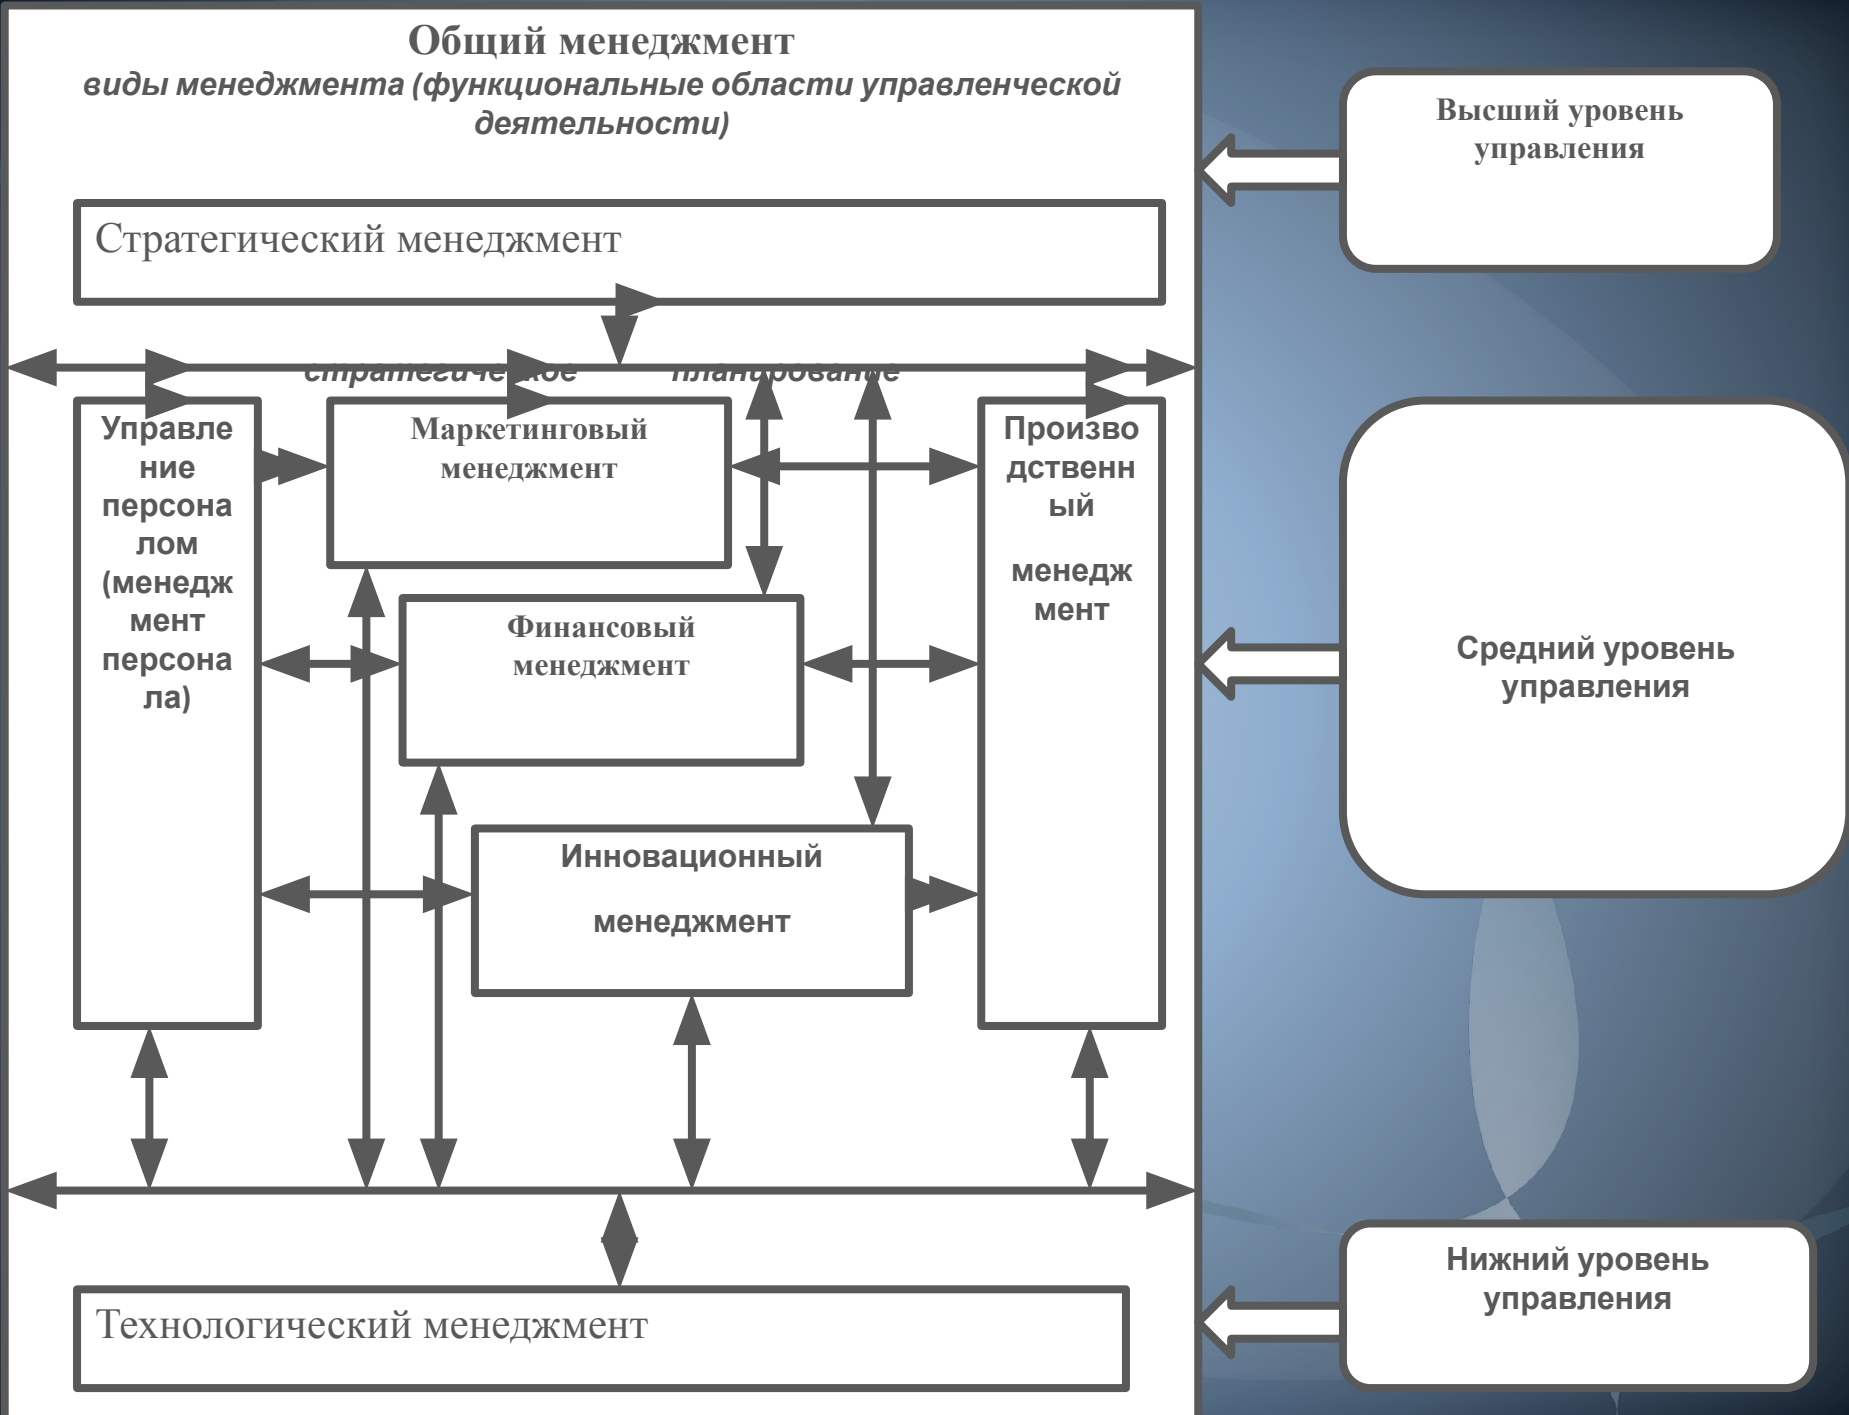 Общий менеджмент
виды менеджмента (функциональные области управленческой
деятельности)
Стратегический менеджмент
стратегическое планирование
Управле
ние
персона
лом
(менедж
мент
персона
ла)
Маркетинговый
менеджмент
Финансовый
менеджмент
Инновационный
менеджмент
Произво
дственн
ый
менедж
мент
Технологический менеджмент
Высший уровень
управления
Средний уровень
управления
Нижний уровень
управления